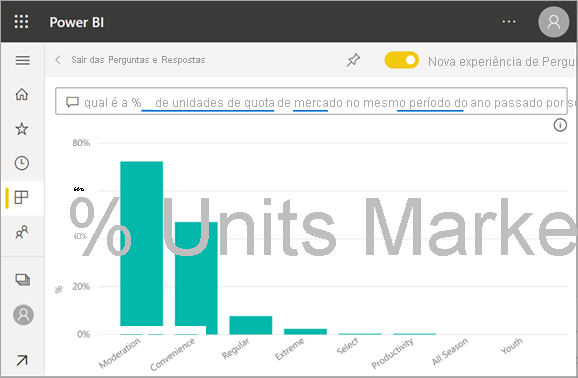 Power BI
Sair das Perguntas e Respostas
Nova experiência de Pergu
qual é a % de unidades de quota de mercado no mesmo período do ano passado por s
80%
60%
% Units Marke
40%
%
20%
0%
Moderation
Convenience
Regular
Extreme
Select
Productivity
All Season
Youth